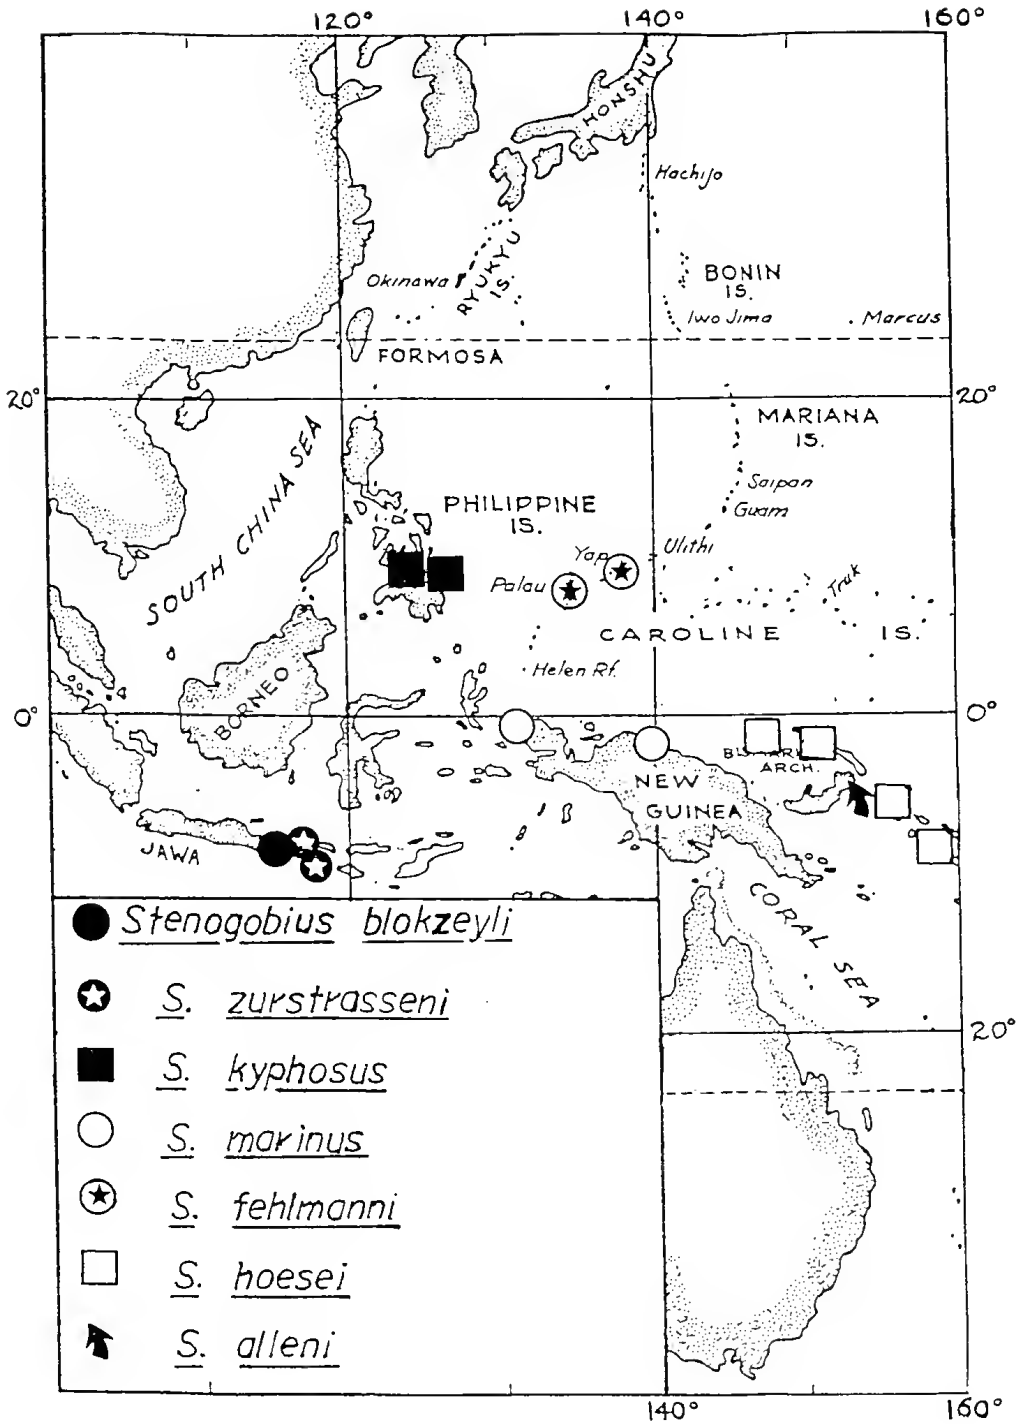 120°
140°
160°
HONSHU
Hachijo
RYUKYU
IS.
Okinawa
BONIN
IS.
Iwo Jima
Marcus
FORMOSA
20°
20°
MARIANA
IS.
SOUTH CHINA SEA
Saipan
Guam
PHILIPPINE
IS.
Yap
Ulithi
Palau
Truk
CAROLINE IS.
Helen Rf.
BORNEO
0°
0°
ARCH.
NEW
GUINEA
JAWA
CORAL SEA
Stenogobius blokzeyli
S. zurstrasseni
S. kyphosus
S. marinus
S. fehlmanni
S. hoesei
S. alleni
20°
140°
160°